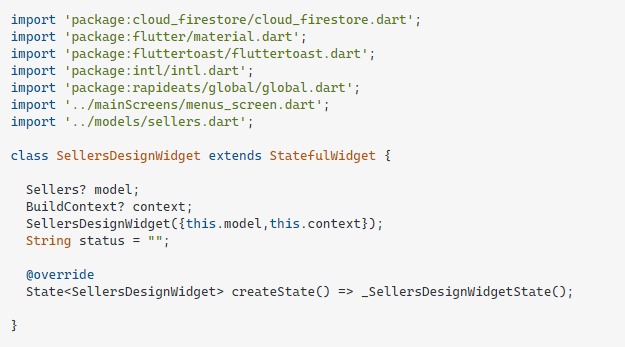 import 'package:cloud_firestore/cloud_firestore.dart';
import 'package:flutter/material.dart';
import 'package:fluttertoast/fluttertoast.dart';
import 'package:intl/intl.dart';
import 'package:rapideats/global/global.dart';
import '../mainScreens/menus_screen.dart';
import '../models/sellers.dart';
class SellersDesignWidget extends StatefulWidget {
Sellers? model;
BuildContext? context;
SellersDesignWidget({this.model,this.context});
String status = "";
@override
State<SellersDesignWidget> createState() => _SellersDesignWidgetState();
}